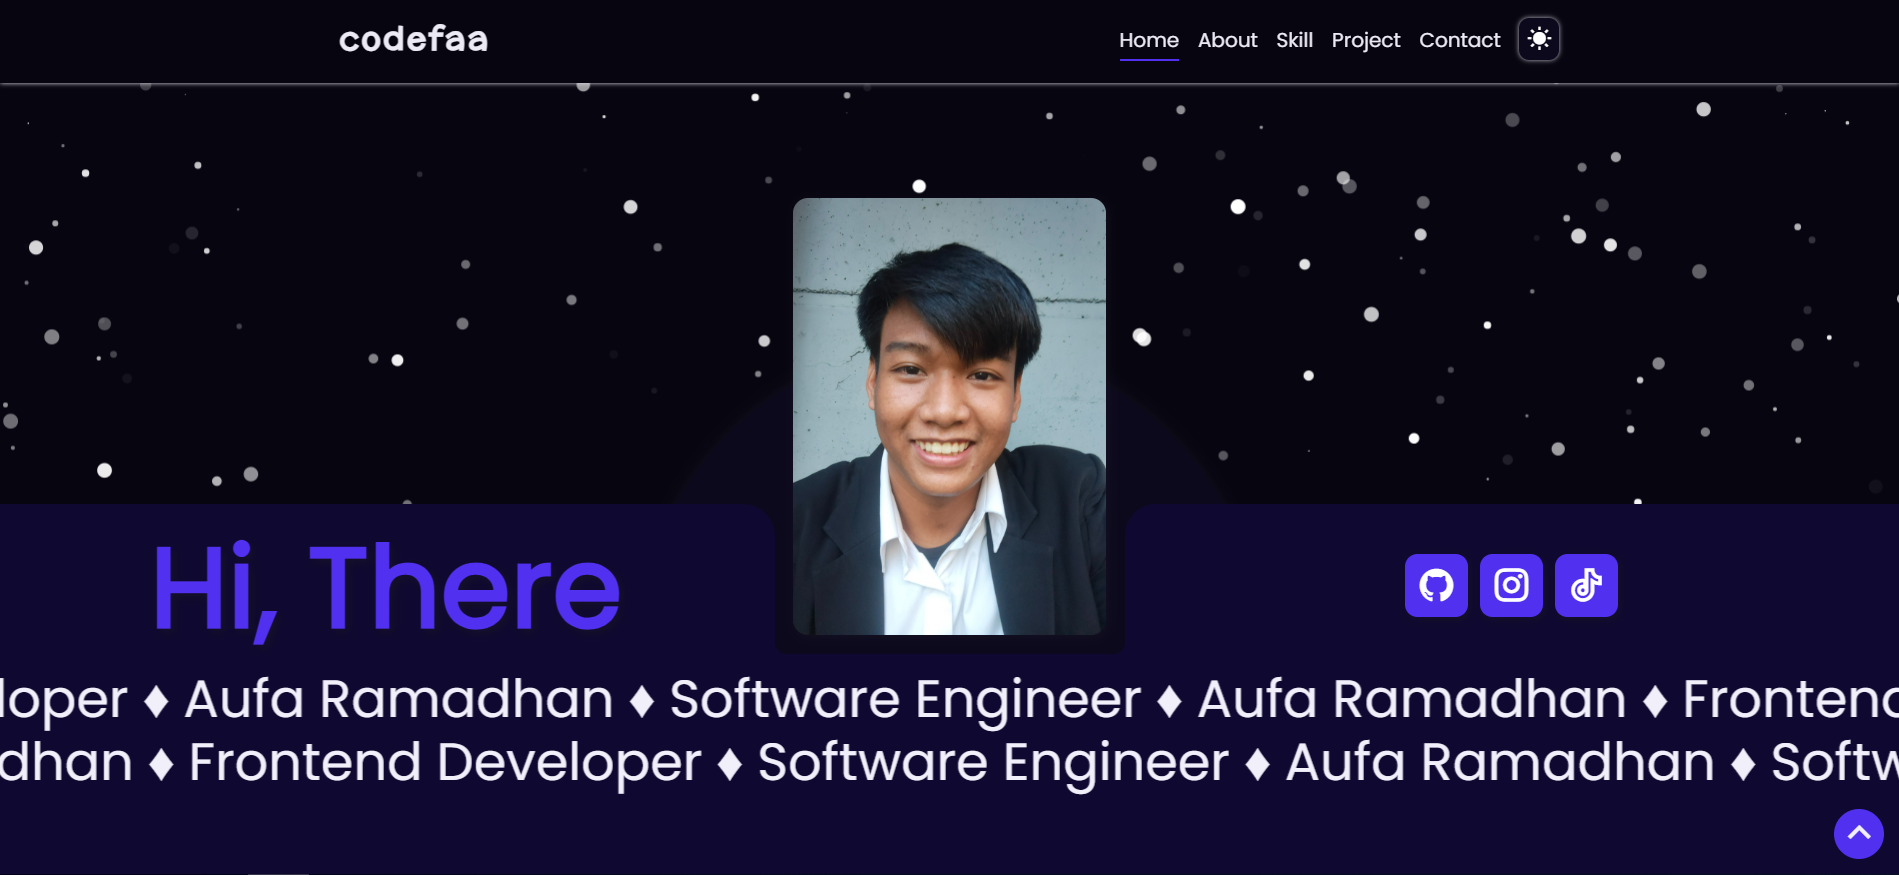 codefaa
Home About Skill Project Contact
Hi, There
loper ♦ Aufa Ramadhan ♦ Software Engineer ♦ Aufa Ramadhan ♦ Frontend
dhan ♦ Frontend Developer ♦ Software Engineer ♦ Aufa Ramadhan ♦ Softw